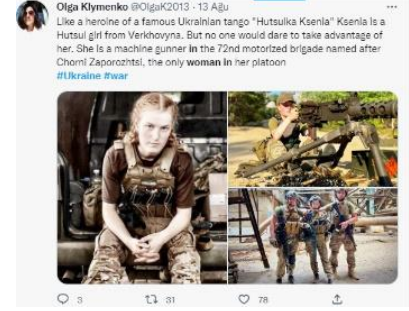 Olga Klymenko @OlgaK2013 · 13 Ağu
Like a heroine of a famous Ukrainian tango "Hutsulka Ksenia" Ksenia is a
Hutsul girl from Verkhovyna. But no one would dare to take advantage of
her. She is a machine gunner in the 72nd motorized brigade named after
Chorni Zaporozhtsi, the only woman in her platoon
#Ukraine #war
3 31 78